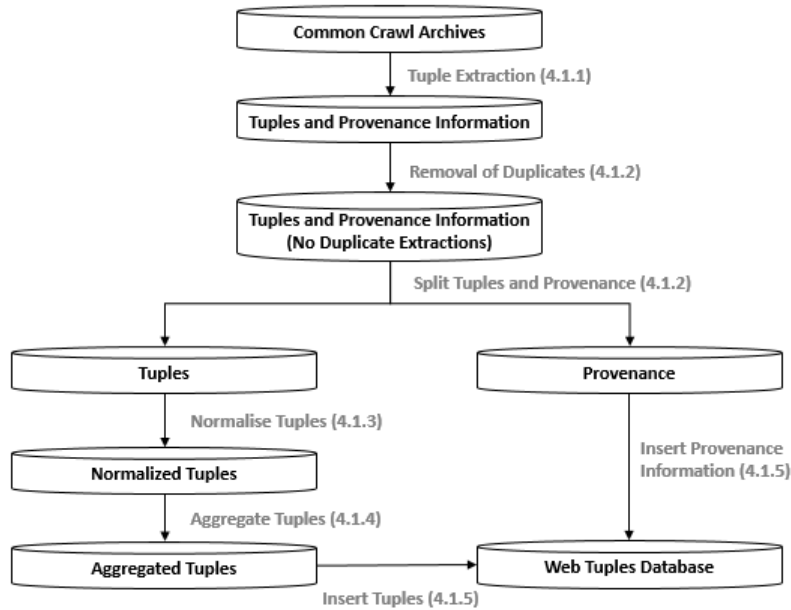 Common Crawl Archives
Tuple Extraction (4.1.1)
Tuples and Provenance Information
Removal of Duplicates (4.1.2)
Tuples and Provenance Information
(No Duplicate Extractions)
Split Tuples and Provenance (4.1.2)
Tuples
Provenance
Normalise Tuples (4.1.3)
Insert Provenance
Information (4.1.5)
Normalized Tuples
Aggregate Tuples (4.1.4)
Aggregated Tuples
Web Tuples Database
Insert Tuples (4.1.5)